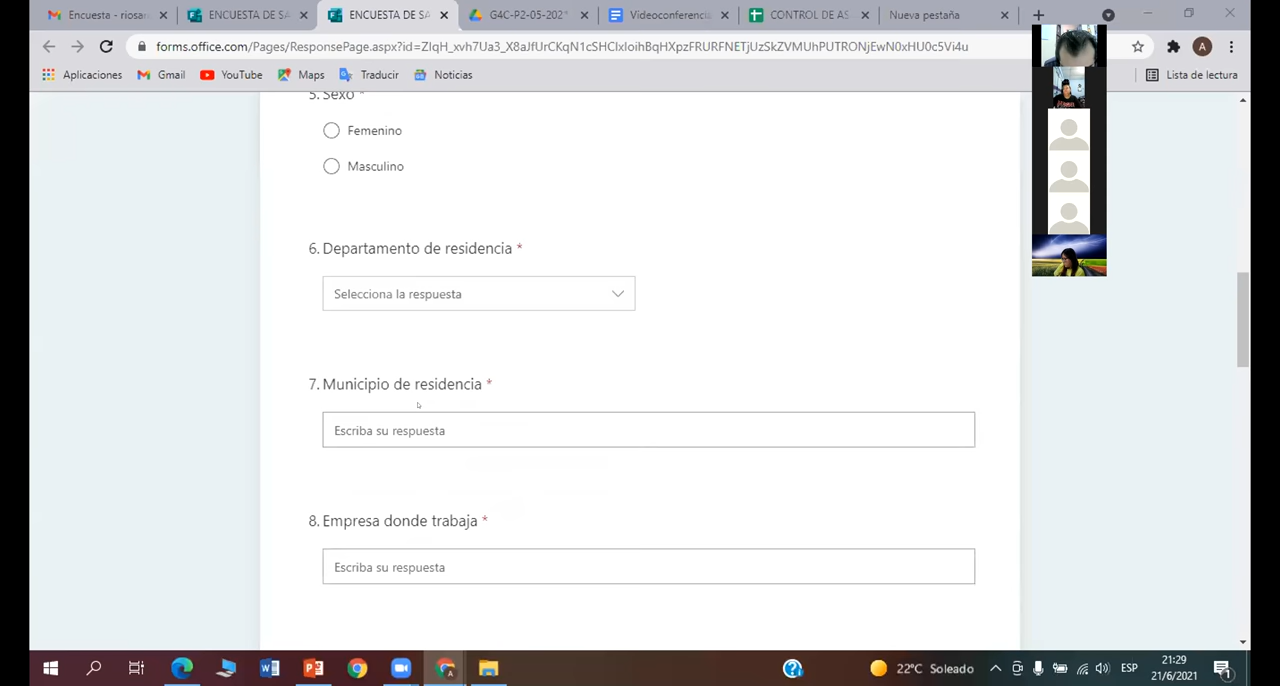 Encuesta - riosar
ENCUESTA DE SA
ENCUESTA DE SA
G4C-P2-05-202
Videoconferenci
CONTROL DE AS
Nueva pestaña
forms.office.com/Pages/ResponsePage.aspx?id=ZIqH_xvh7Ua3_X8aJfUrCKqN1cSHClxIoihBqHXpzFRURFNETjUzSkZVMUhPUTRONjEwN0xHU0c5Vi4u
A
Aplicaciones
Gmail
YouTube
Maps
Traducir
Noticias
Lista de lectura
5. Sexo *
Femenino
Masculino
6. Departamento de residencia *
Selecciona la respuesta
7. Municipio de residencia *
Escriba su respuesta
8. Empresa donde trabaja *
Escriba su respuesta
22°C Soleado
ESP
21:29
21/6/2021
1